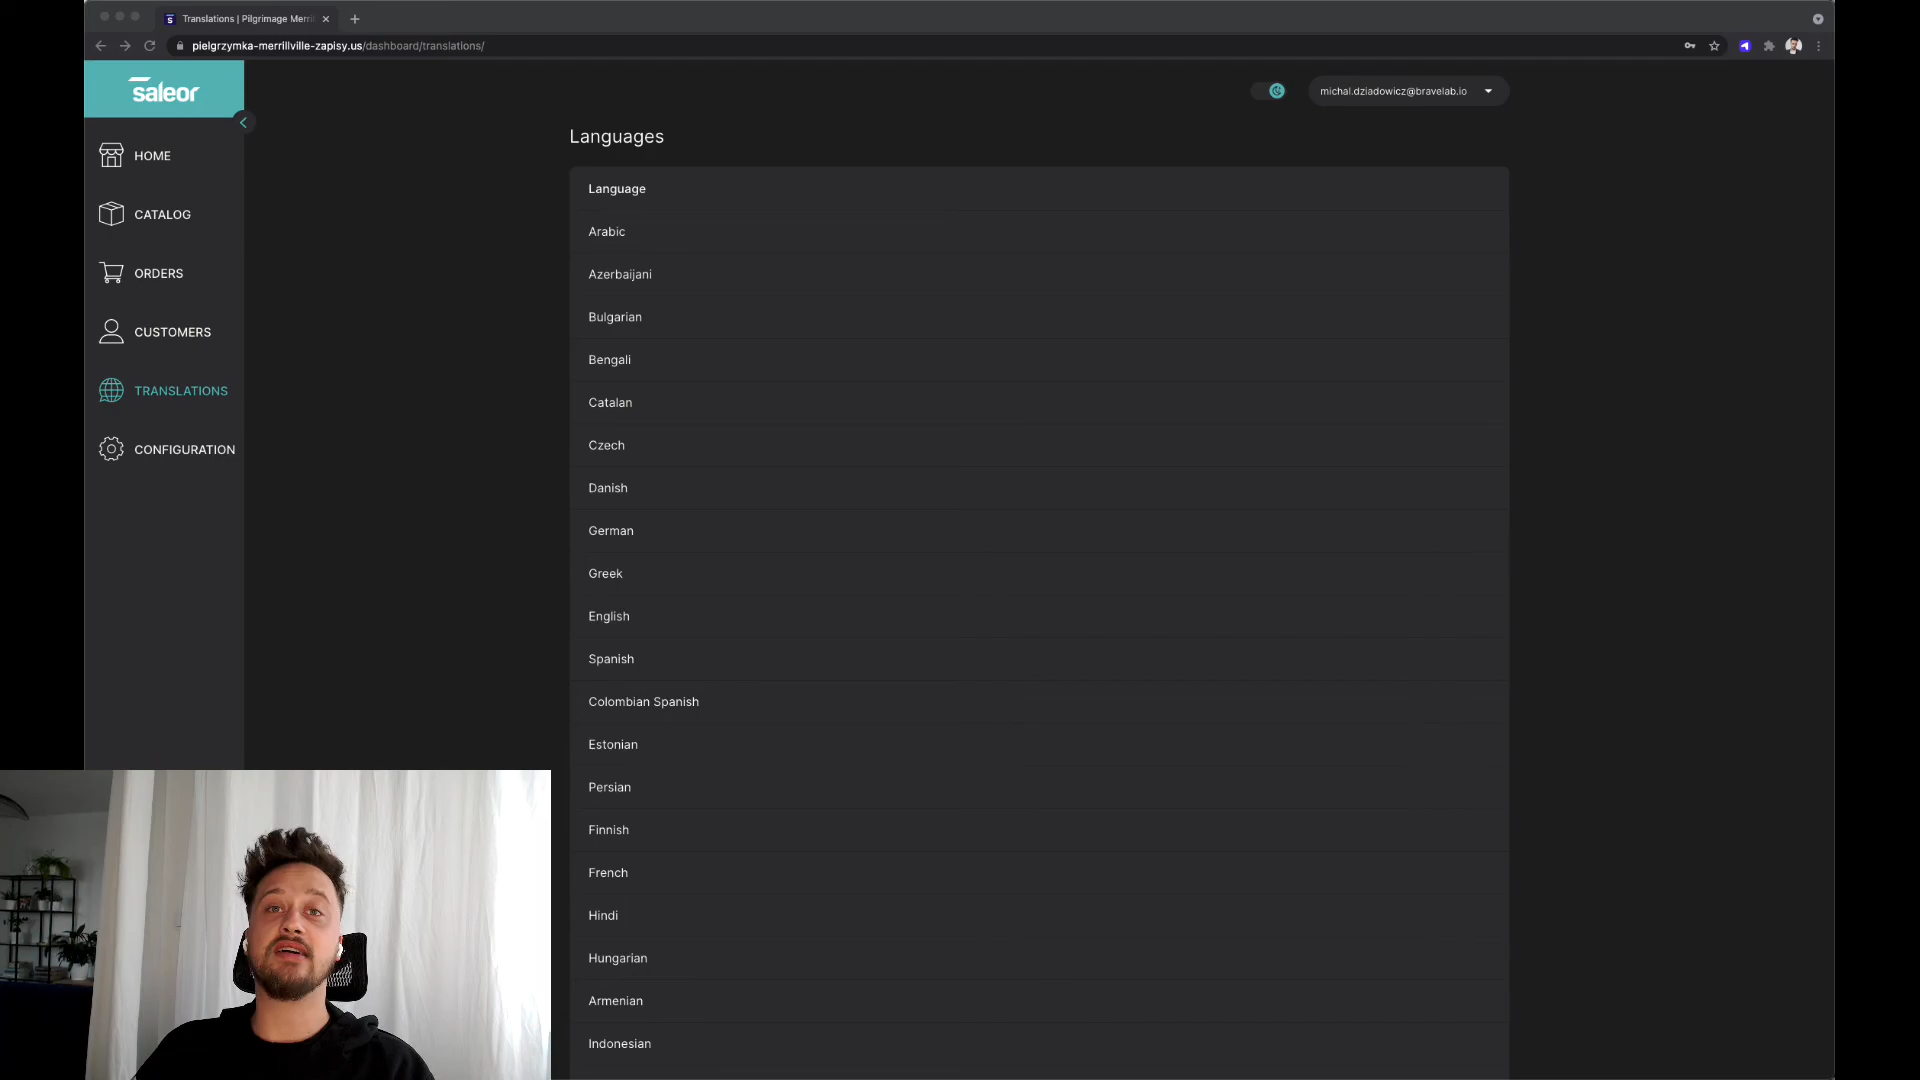 Translations | Pilgrimage Merri
pielgrzymka-merrillville-zapisy.us/dashboard/translations/
saleor
michal.dziadowicz@bravelab.io
HOME
CATALOG
ORDERS
CUSTOMERS
TRANSLATIONS
CONFIGURATION
Languages
Language
Arabic
Azerbaijani
Bulgarian
Bengali
Catalan
Czech
Danish
German
Greek
English
Spanish
Colombian Spanish
Estonian
Persian
Finnish
French
Hindi
Hungarian
Armenian
Indonesian